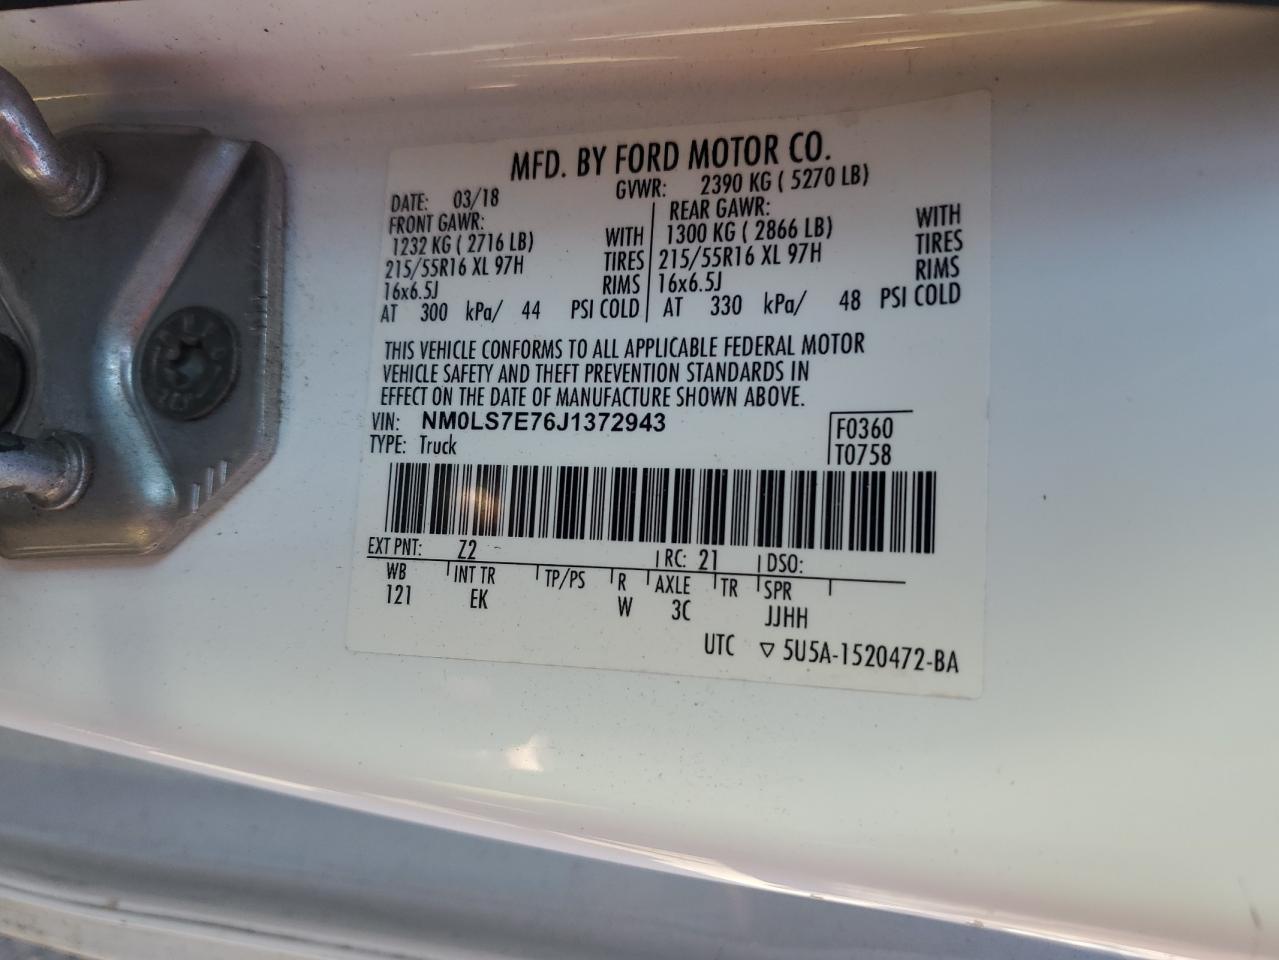 MFD. BY FORD MOTOR CO.
DATE: 03/18 GVWR: 2390 KG ( 5270 LB)
FRONT GAWR: REAR GAWR:
1232 KG ( 2716 LB) WITH 1300 KG ( 2866 LB) WITH
215/55R16 XL 97H TIRES 215/55R16 XL 97H TIRES
16x6.5J RIMS 16x6.5J RIMS
AT 300 kPa/ 44 PSI COLD AT 330 kPa/ 48 PSI COLD
THIS VEHICLE CONFORMS TO ALL APPLICABLE FEDERAL MOTOR
VEHICLE SAFETY AND THEFT PREVENTION STANDARDS IN
EFFECT ON THE DATE OF MANUFACTURE SHOWN ABOVE.
VIN: NM0LS7E76J1372943 F0360
TYPE: Truck T0758
EXT PNT: Z2 RC: 21 DSO:
WB INT TR TP/PS R AXLE TR SPR
121 EK W 3C JJHH
UTC ▽ 5U5A-1520472-BA